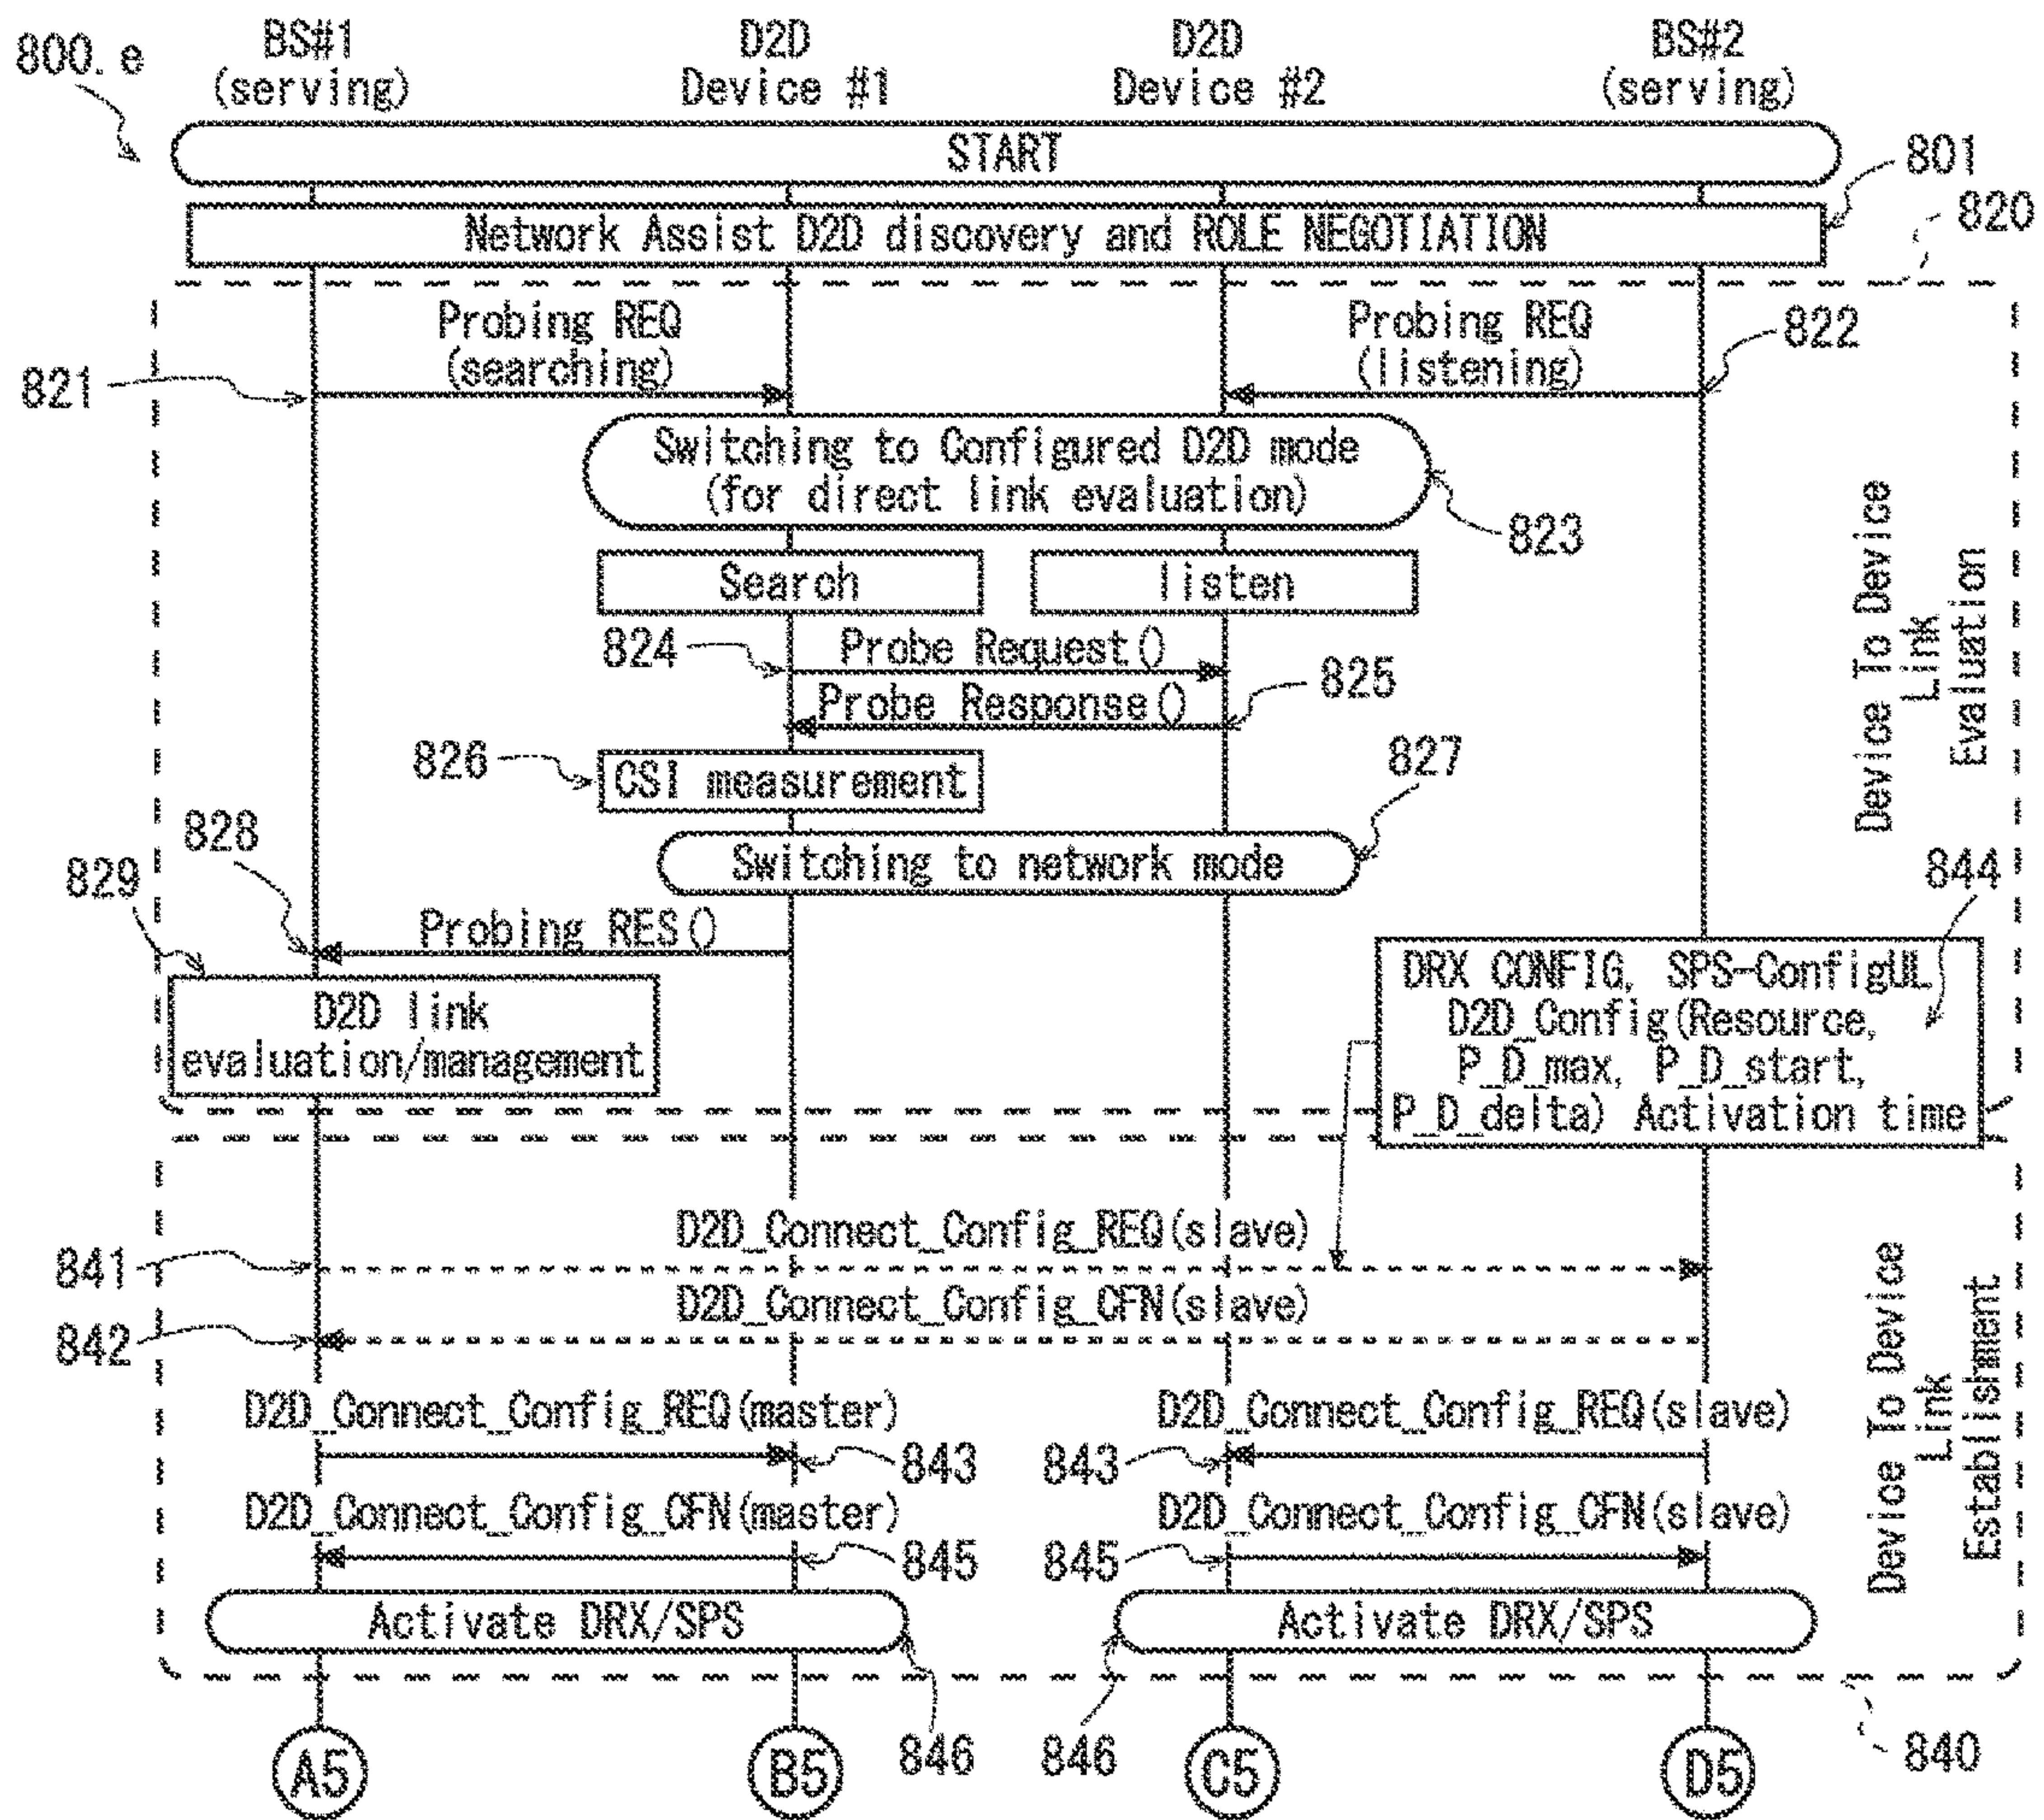 800.e
BS#1
(serving)
D2D
Device #1
D2D
Device #2
BS#2
(serving)
START
801
Network Assist D2D discovery and ROLE NEGOTIATION
820
Probing REQ
(searching)
Probing REQ
(listening)
821
822
Switching to Configured D2D mode
(for direct link evaluation)
823
Search
listen
824
Probe Request()
Probe Response()
825
826
CSI measurement
827
Switching to network mode
828
829
Probing RES()
D2D link
evaluation/management
Device To Device
Link
Evaluation
844
DRX CONFIG, SPS-ConfigUL
D2D_Config(Resource,
P_D_max, P_D_start,
P_D_delta) Activation time
D2D_Connect_Config_REQ(slave)
841
D2D_Connect_Config_CFN(slave)
842
D2D_Connect_Config_REQ(master)
D2D_Connect_Config_REQ(slave)
843
843
D2D_Connect_Config_CFN(master)
D2D_Connect_Config_CFN(slave)
845
845
Activate DRX/SPS
Activate DRX/SPS
Device To Device
Link
Establishment
846
846
840
A5
B5
C5
D5